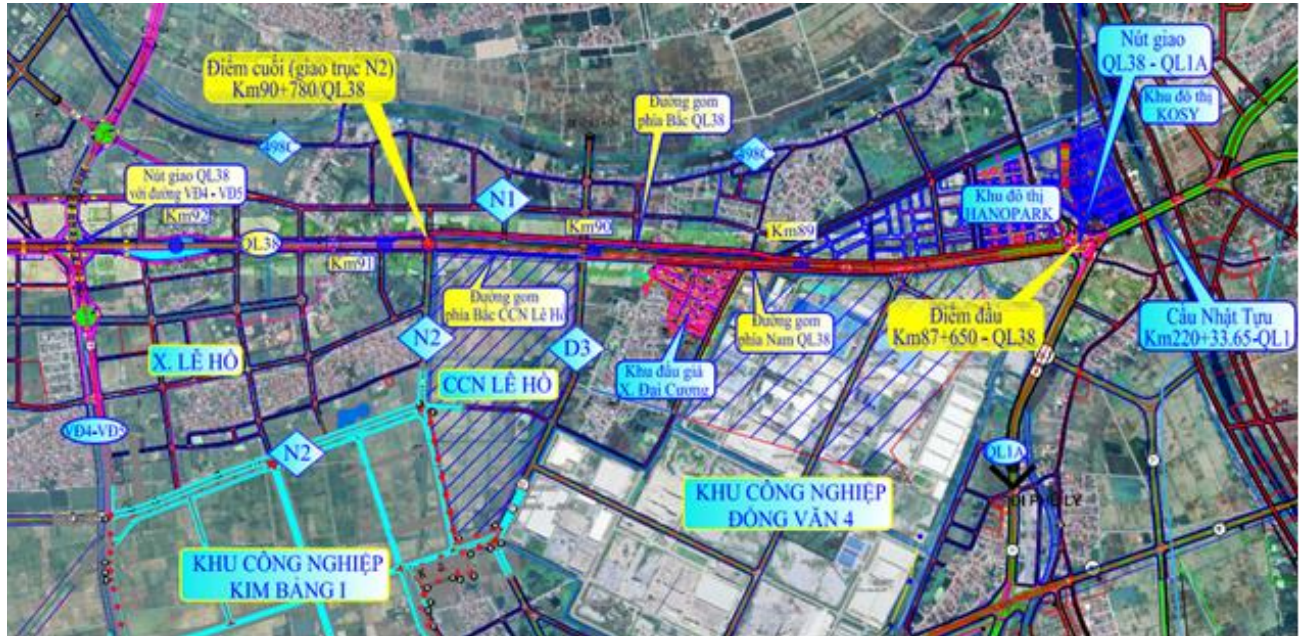 Nút giao
QL38 - QL1A
Điểm cuối (giao trục N2)
Km90+780/QL38
Khu đô thị
KOSY
Đường gom
phía Bắc QL38
498C
498C
Nút giao QL38
với đường VĐ4 - VĐ5
Km92
N1
Khu đô thị
HANOPARK
Km90
Km89
QL38
Km91
Đường gom
phía Bắc CCN Lê Hồ
Đường gom
phía Nam QL38
Điểm đầu
Km87+650 - QL38
Cầu Nhật Tựu
Km220+33.65-QL1
N2
D3
X. LÊ HỒ
Khu đấu giá
X. Đại Cương
CCN LÊ HỒ
VĐ4-VĐ5
N2
QL1A
ĐI PHỦ LÝ
KHU CÔNG NGHIỆP
ĐỒNG VĂN 4
KHU CÔNG NGHIỆP
KIM BẢNG I